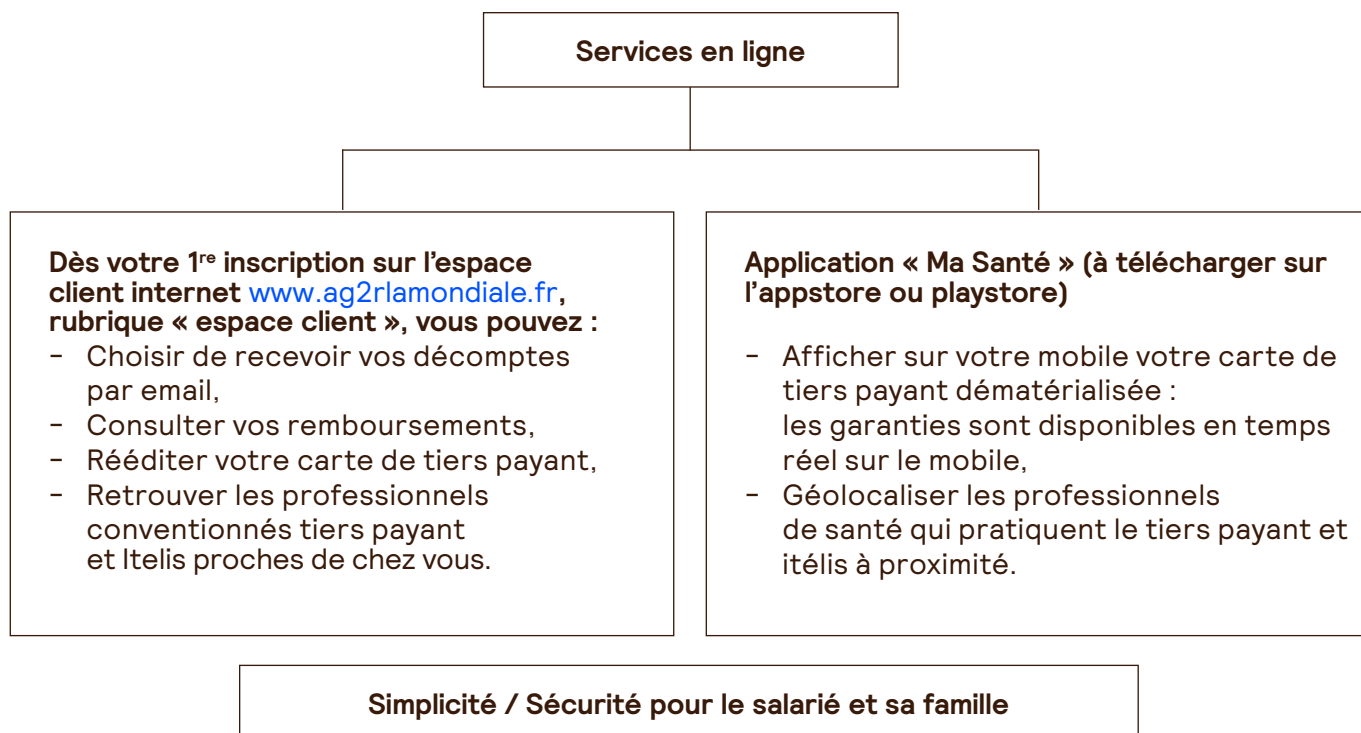 Services en ligne
Dès votre 1re inscription sur l'espace
client internet www.ag2rlamondiale.fr,
rubrique « espace client », vous pouvez :
- Choisir de recevoir vos décomptes
par email,
- Consulter vos remboursements,
- Rééditer votre carte de tiers payant,
- Retrouver les professionnels
conventionnés tiers payant
et Itelis proches de chez vous.
Application « Ma Santé » (à télécharger sur
l'appstore ou playstore)
- Afficher sur votre mobile votre carte de
tiers payant dématérialisée :
les garanties sont disponibles en temps
réel sur le mobile,
- Géolocaliser les professionnels
de santé qui pratiquent le tiers payant et
itélis à proximité.
Simplicité / Sécurité pour le salarié et sa famille